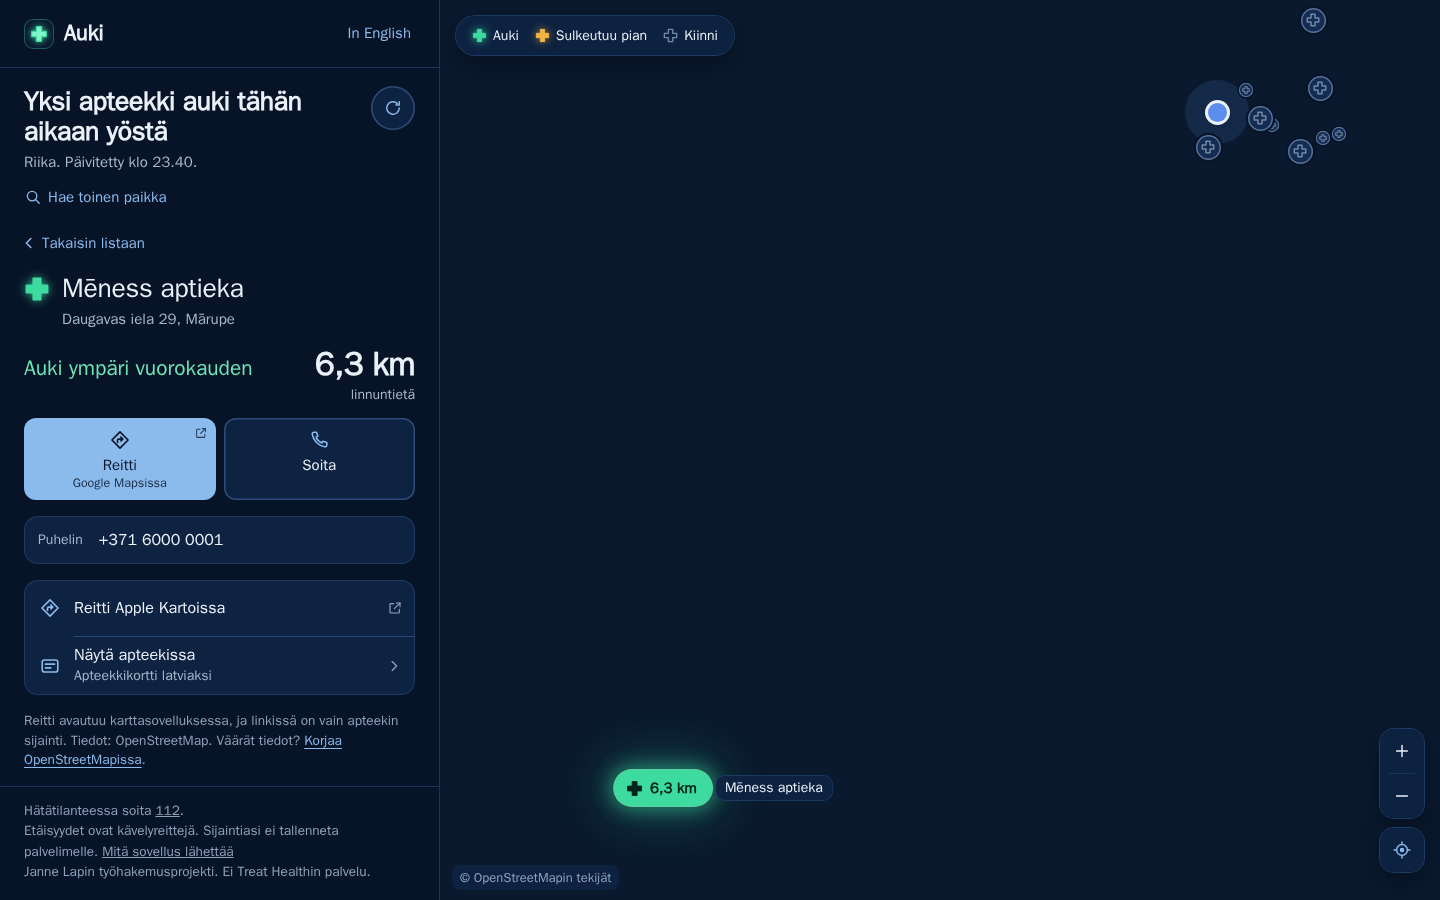 Auki
In English
Yksi apteekki auki tähän
aikaan yöstä
Riika. Päivitetty klo 23.40.
Hae toinen paikka
Takaisin listaan
Mēness aptieka
Daugavas iela 29, Mārupe
Auki ympäri vuorokauden
6,3 km
linnuntietä
Reitti
Google Mapsissa
Soita
Puhelin +371 6000 0001
Reitti Apple Kartoissa
Näytä apteekissa
Apteekkikortti latviaksi
Reitti avautuu karttasovelluksessa, ja linkissä on vain apteekin
sijainti. Tiedot: OpenStreetMap. Väärät tiedot? Korjaa
OpenStreetMapissa.
Hätätilanteessa soita 112.
Etäisyydet ovat kävelyreittejä. Sijaintiasi ei tallenneta
palvelimelle. Mitä sovellus lähettää
Janne Lapin työhakemusprojekti. Ei Treat Healthin palvelu.
Auki Sulkeutuu pian Kiinni
6,3 km Mēness aptieka
© OpenStreetMapin tekijät